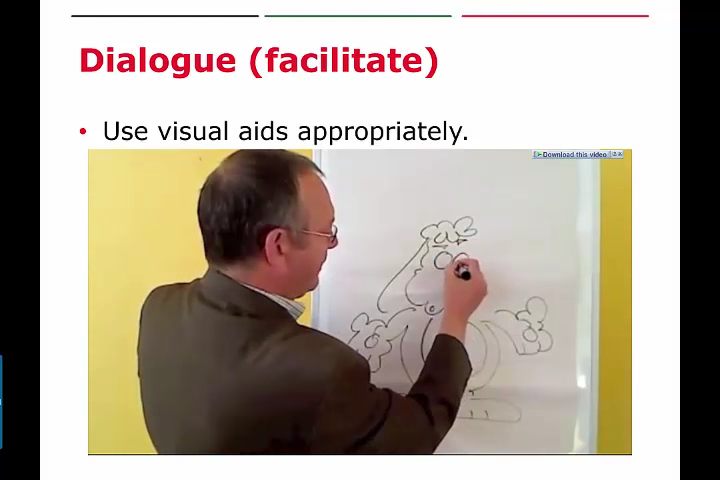 Dialogue (facilitate)
• Use visual aids appropriately.
Download this video